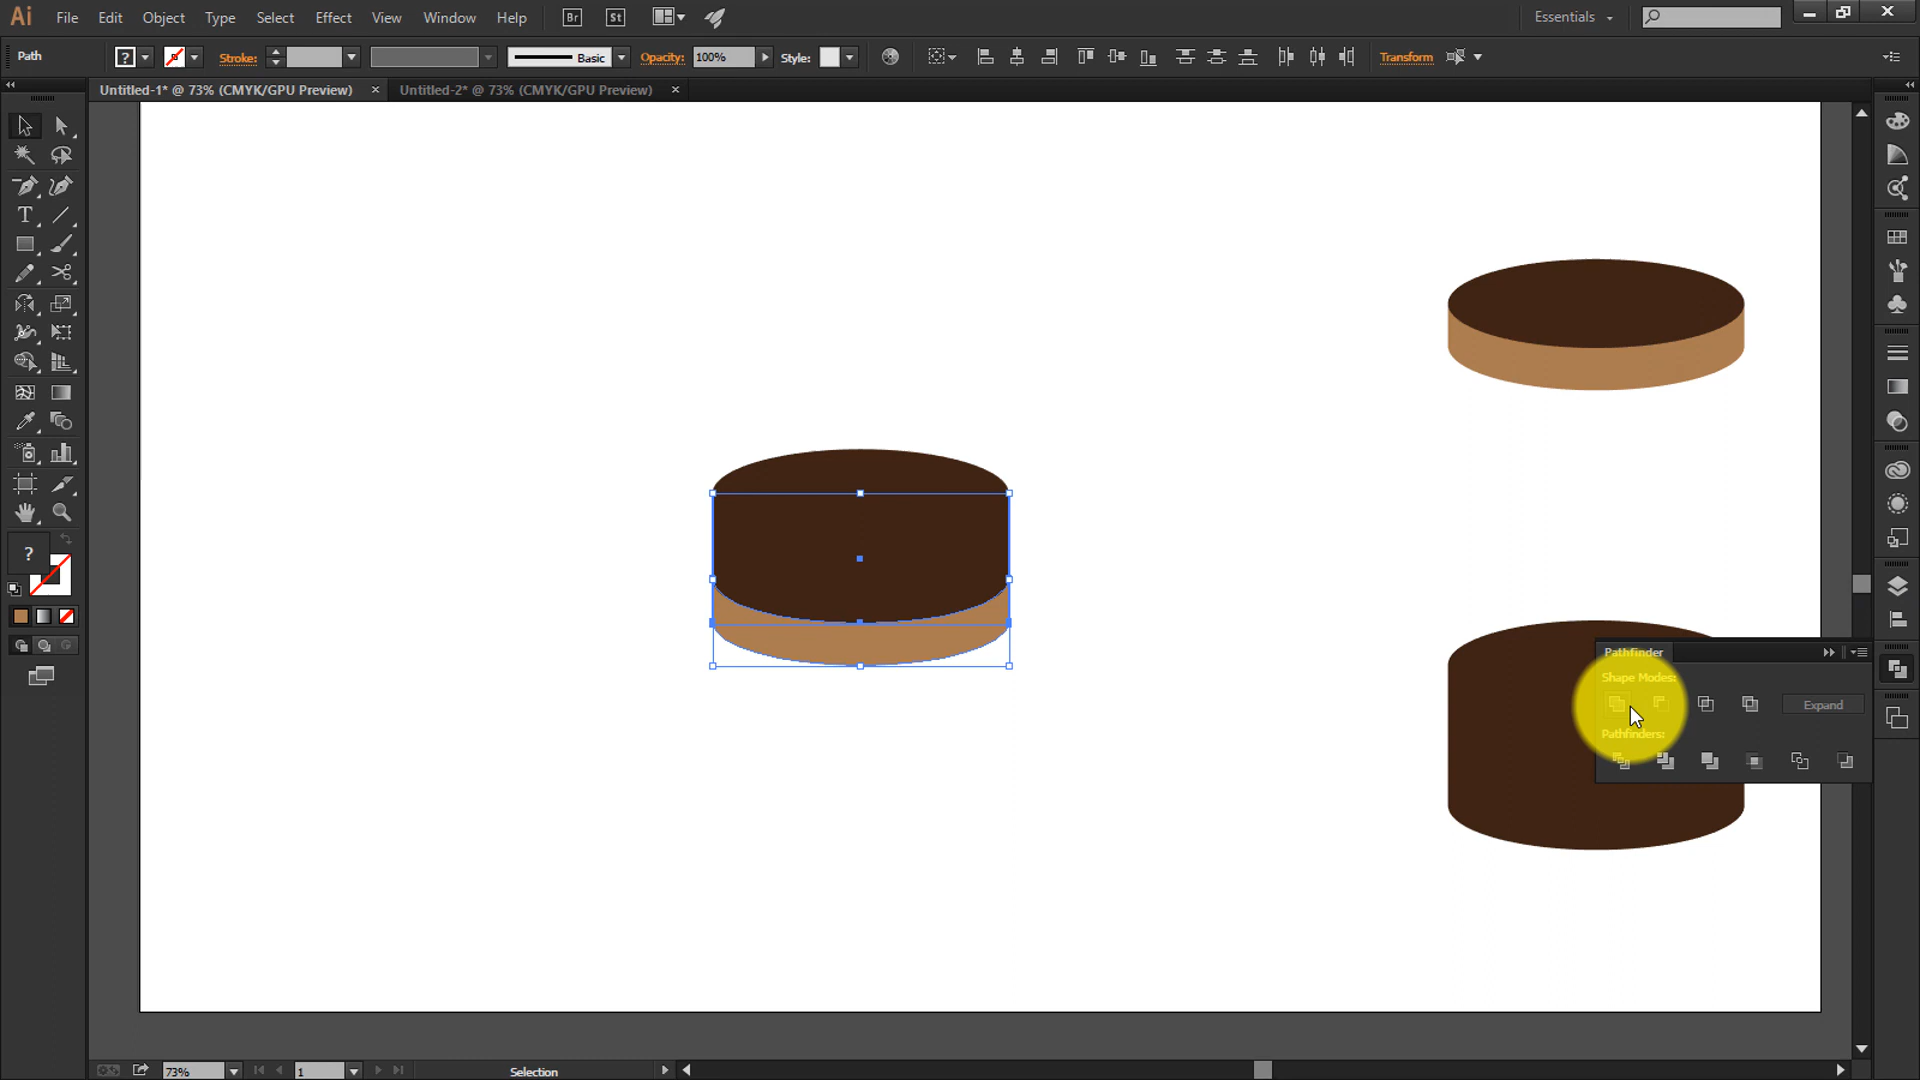 Ai File Edit Object Type Select Effect View Window Help Br St Essentials
Path ? Stroke: Basic Opacity: 100% Style: Transform
Untitled-1* @ 73% (CMYK/GPU Preview) × Untitled-2* @ 73% (CMYK/GPU Preview) ×
T
?
Pathfinder
Shape Modes:
Expand
Pathfinders:
73% 1 Selection